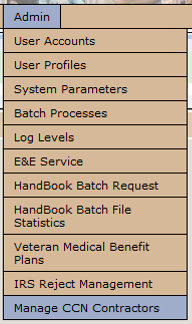 Admin
User Accounts
User Profiles
System Parameters
Batch Processes
Log Levels
E&E Service
HandBook Batch Request
HandBook Batch File
Statistics
Veteran Medical Benefit
Plans
IRS Reject Management
Manage CCN Contractors